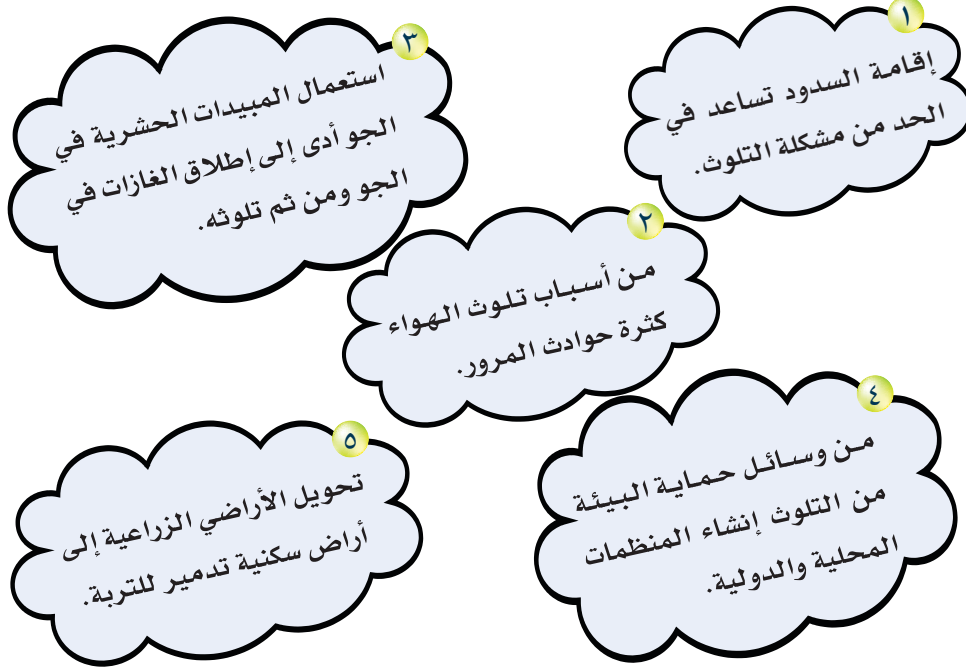 ١
إقامة السدود تساعد في
الحد من مشكلة التلوث.
٢
من أسباب تلوث الهواء
كثرة حوادث المرور.
٣
استعمال المبيدات الحشرية في
الجو أدى إلى إطلاق الغازات في
الجو ومن ثم تلوثه.
٤
من وسائل حماية البيئة
من التلوث إنشاء المنظمات
المحلية والدولية.
٥
تحويل الأراضي الزراعية إلى
أراض سكنية تدمير للتربة.